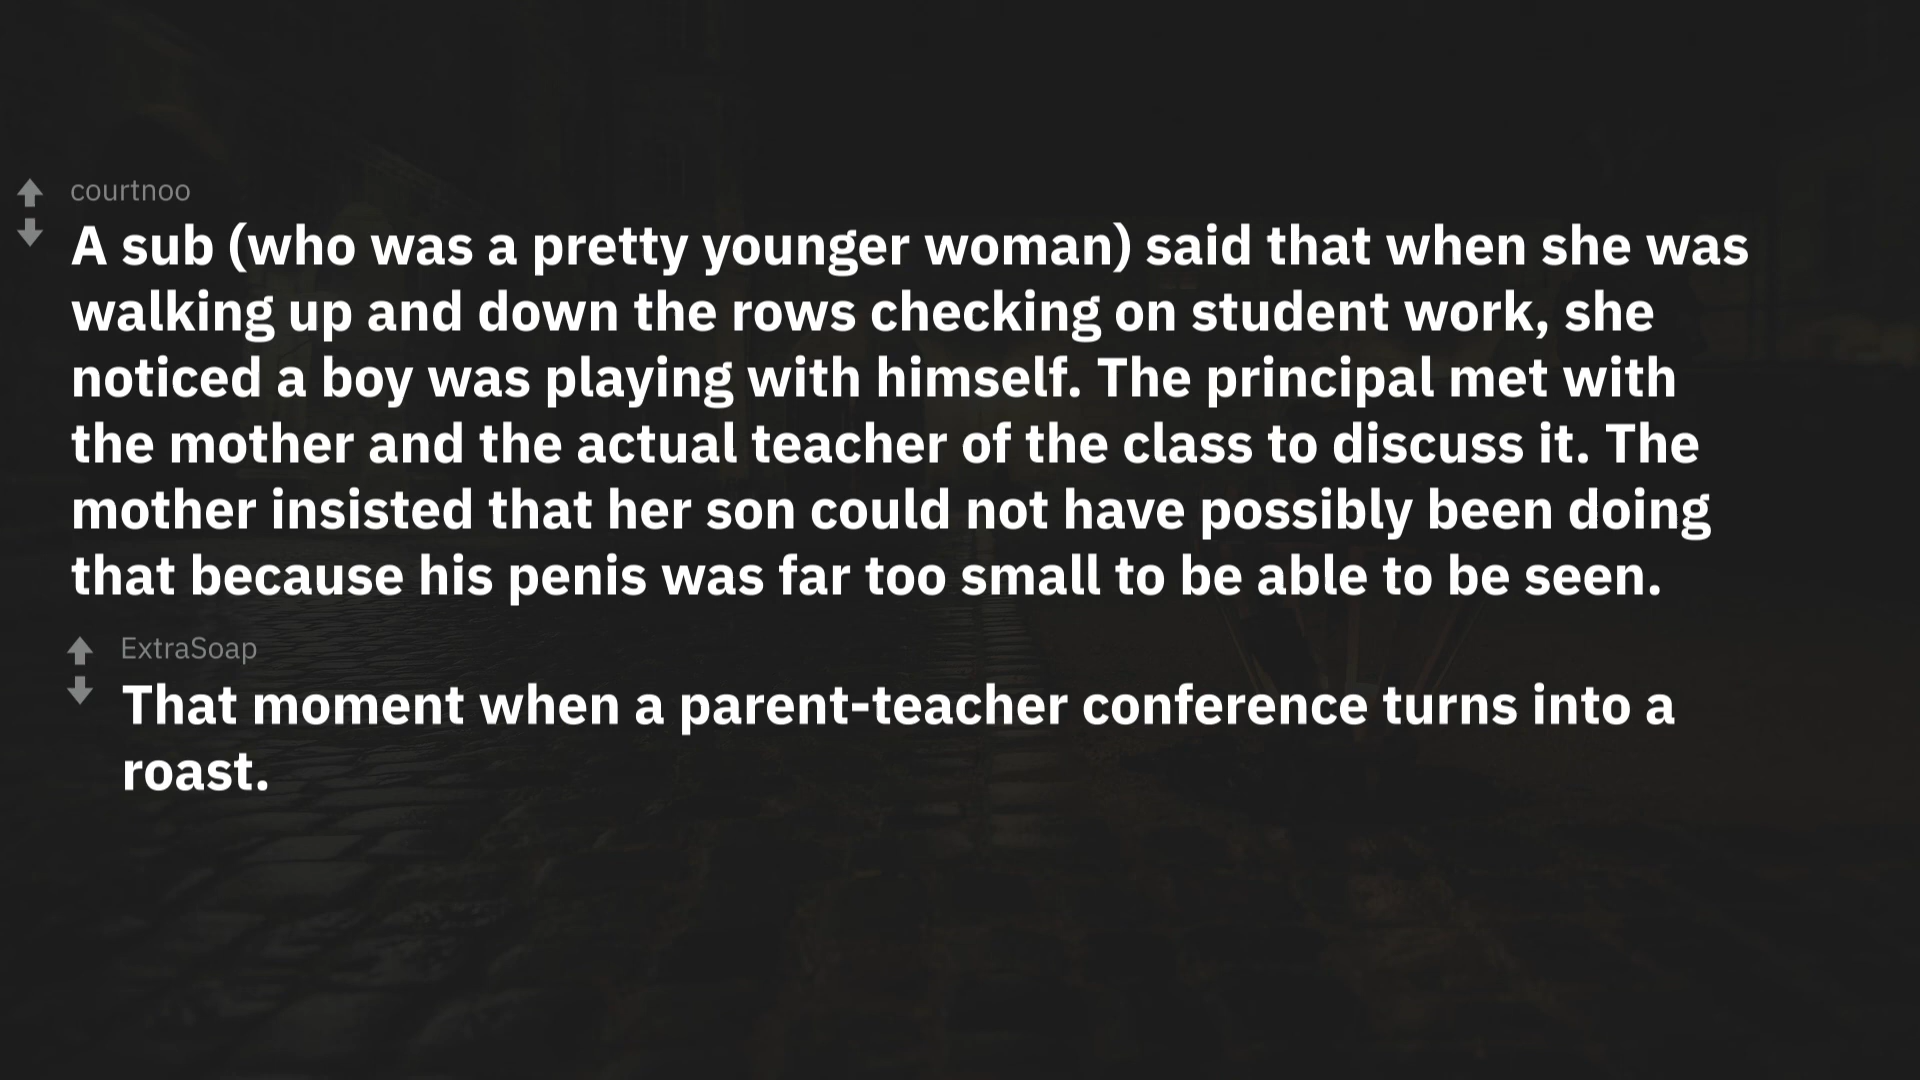 courtnoo
A sub (who was a pretty younger woman) said that when she was
walking up and down the rows checking on student work, she
noticed a boy was playing with himself. The principal met with
the mother and the actual teacher of the class to discuss it. The
mother insisted that her son could not have possibly been doing
that because his penis was far too small to be able to be seen.
ExtraSoap
That moment when a parent-teacher conference turns into a
roast.